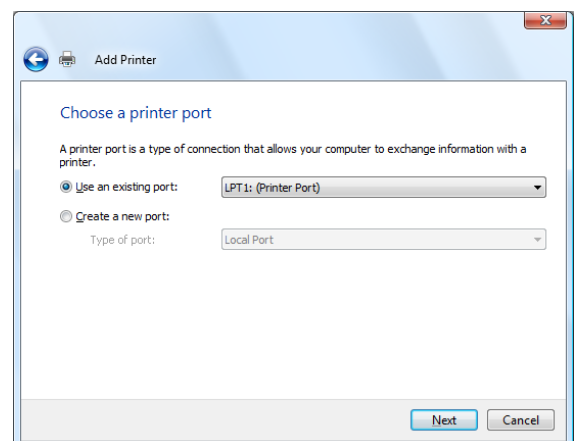 Add Printer
Choose a printer port
A printer port is a type of connection that allows your computer to exchange information with a
printer.
Use an existing port: LPT1: (Printer Port)
Create a new port:
Type of port: Local Port
Next Cancel